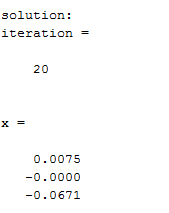 solution:
iteration =
20
x =
0.0075
-0.0000
-0.0671